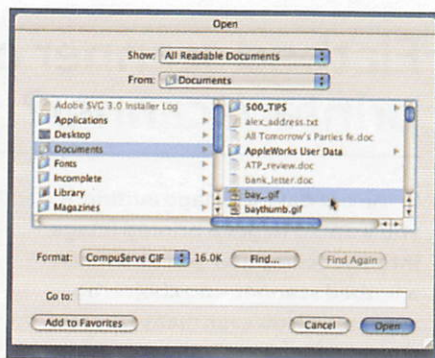 Open
Show: All Readable Documents
From: Documents
Adobe SVG 3.0 Installer Log
Applications
Desktop
Documents
Fonts
Incomplete
Library
Magazines
500_TIPS
alex_address.txt
All Tomorrow's Parties fe.doc
AppleWorks User Data
ATP_review.doc
bank_letter.doc
bay_.gif
baythumb.gif
Format: CompuServe GIF 16.0K Find... Find Again
Go to:
Add to Favorites Cancel Open